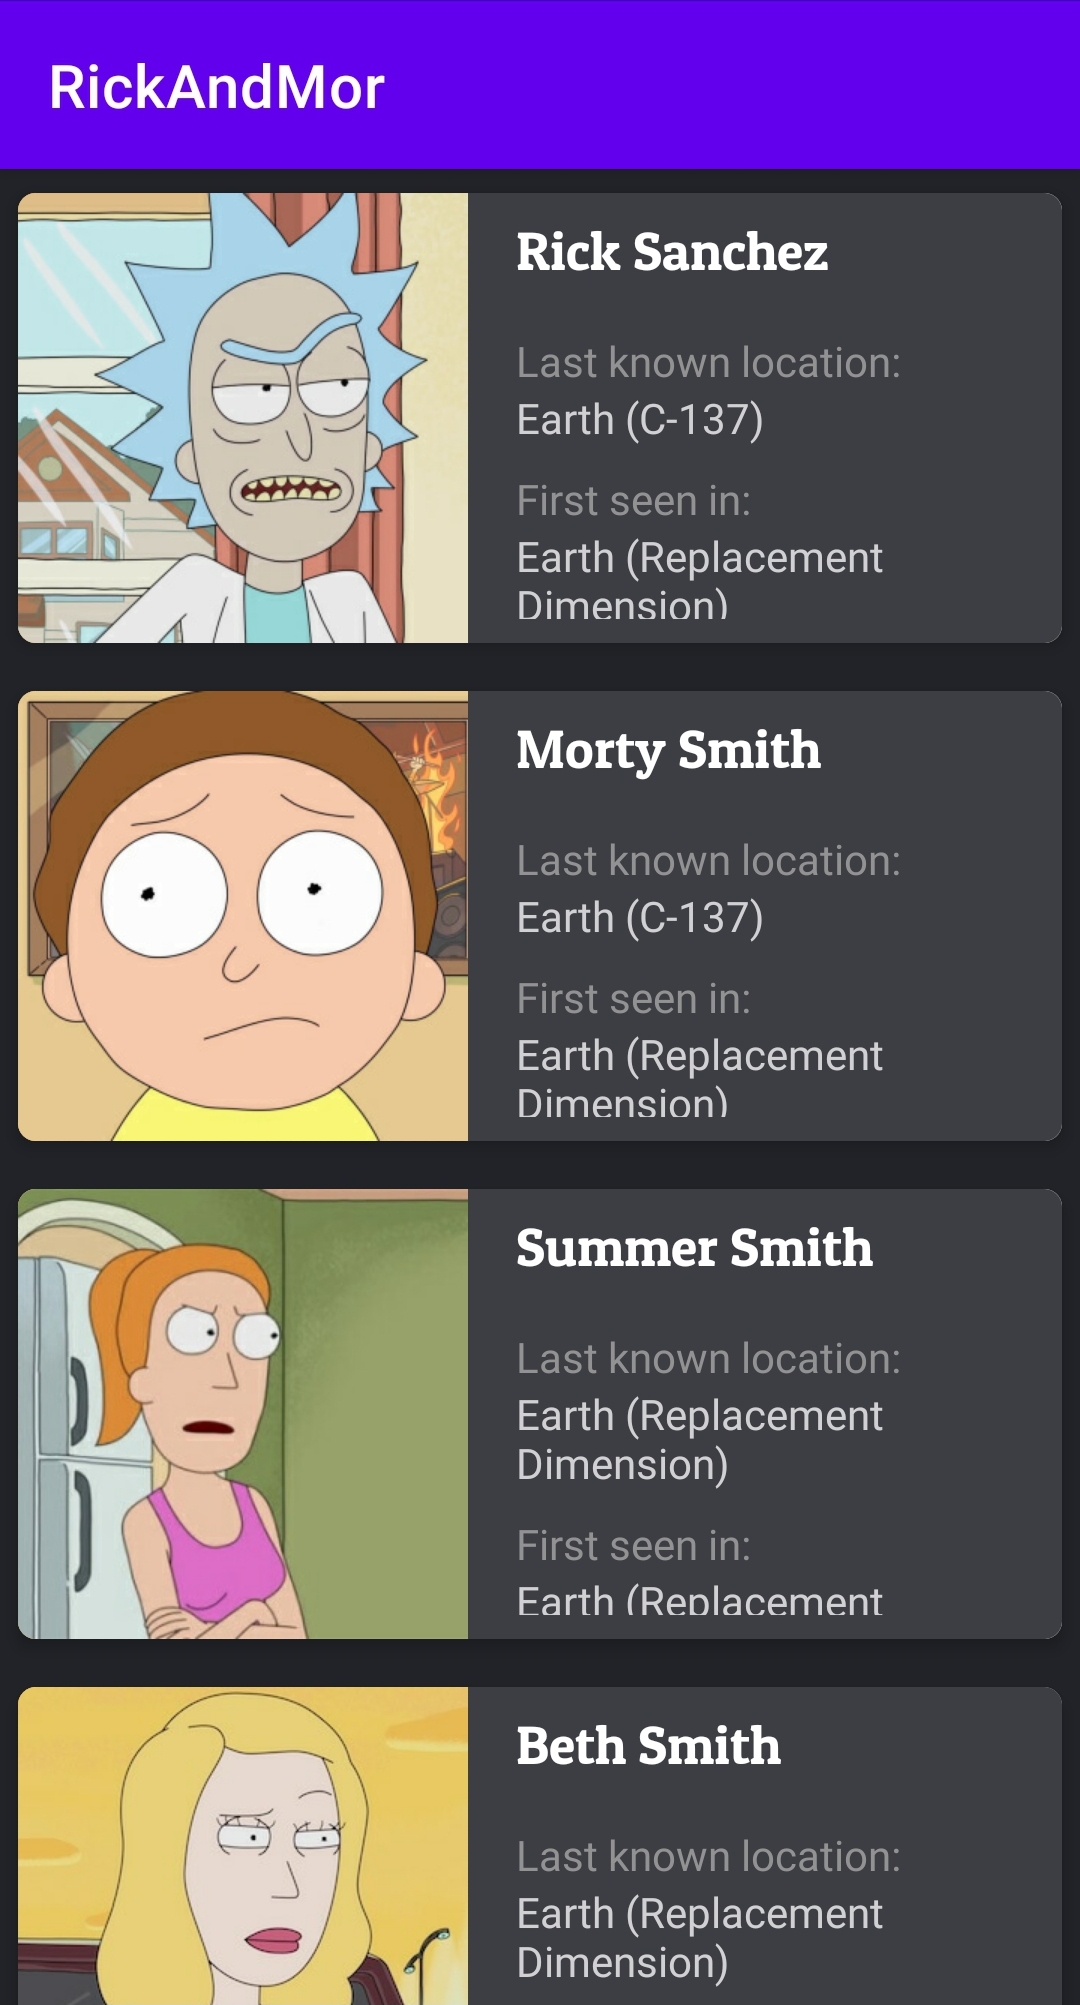 RickAndMor
Rick Sanchez
Last known location:
Earth (C-137)
First seen in:
Earth (Replacement
Dimension)
Morty Smith
Last known location:
Earth (C-137)
First seen in:
Earth (Replacement
Dimension)
Summer Smith
Last known location:
Earth (Replacement
Dimension)
First seen in:
Earth (Replacement
Beth Smith
Last known location:
Earth (Replacement
Dimension)